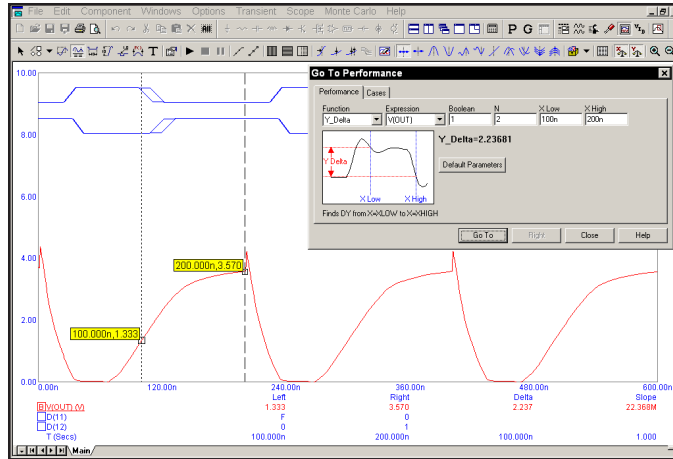 File Edit Component Windows Options Transient Scope Monte Carlo Help
P G
T
Go To Performance
Performance Cases
Function Expression Boolean N X Low X High
Y_Delta V(OUT) 1 2 100n 200n
Y_Delta=2.23681
Default Parameters
Y Delta
X Low X High
Finds DY from X=XLOW to X=XHIGH
Go To Right Close Help
10.00
8.00
6.00
4.00
200.000n,3.570
2.00
100.000n,1.333
0.00
0.00n 120.00n 240.00n 360.00n 480.00n 600.00n
Left Right Delta Slope
V(OUT) (V) 1.333 3.570 2.237 22.368M
D(11) F 0
D(12) 0 1
T (Secs) 100.000n 200.000n 100.000n 1.000
Main